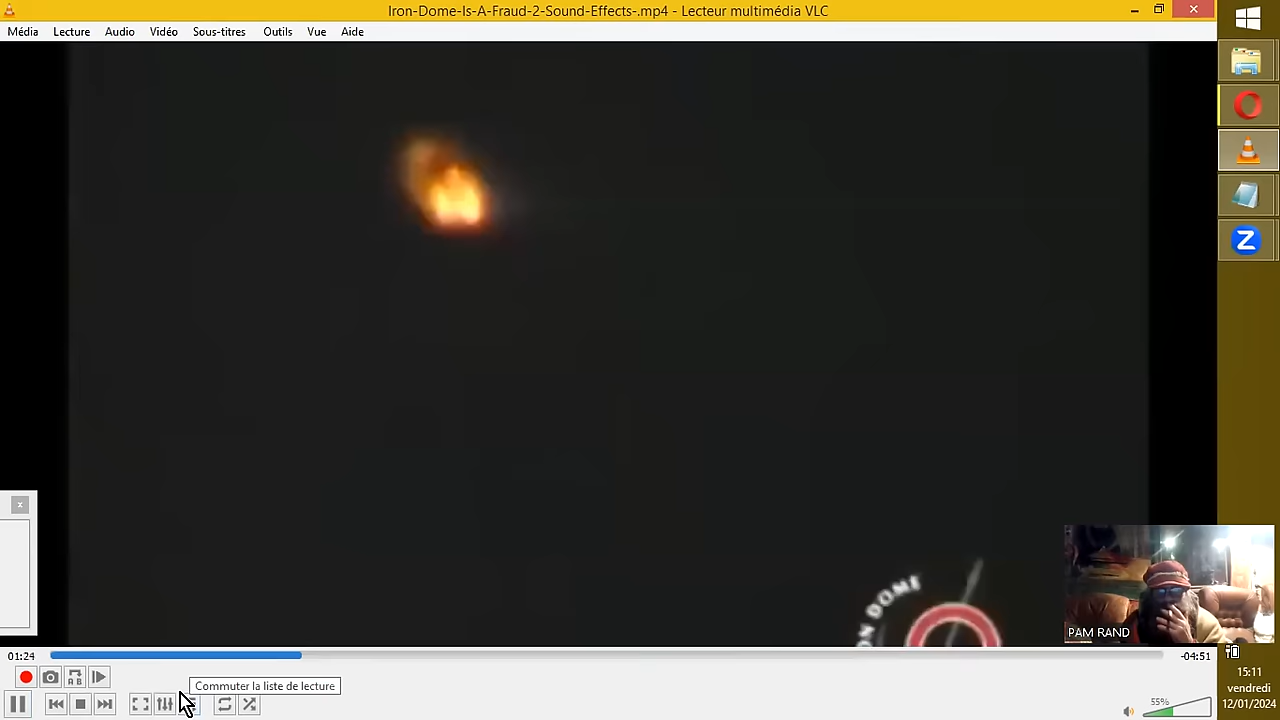 Iron-Dome-Is-A-Fraud-2-Sound-Effects-.mp4 - Lecteur multimédia VLC
Média Lecture Audio Vidéo Sous-titres Outils Vue Aide
ON DOME
PAM RAND
01:24 -04:51
Commuter la liste de lecture
55%
15:11
vendredi
12/01/2024